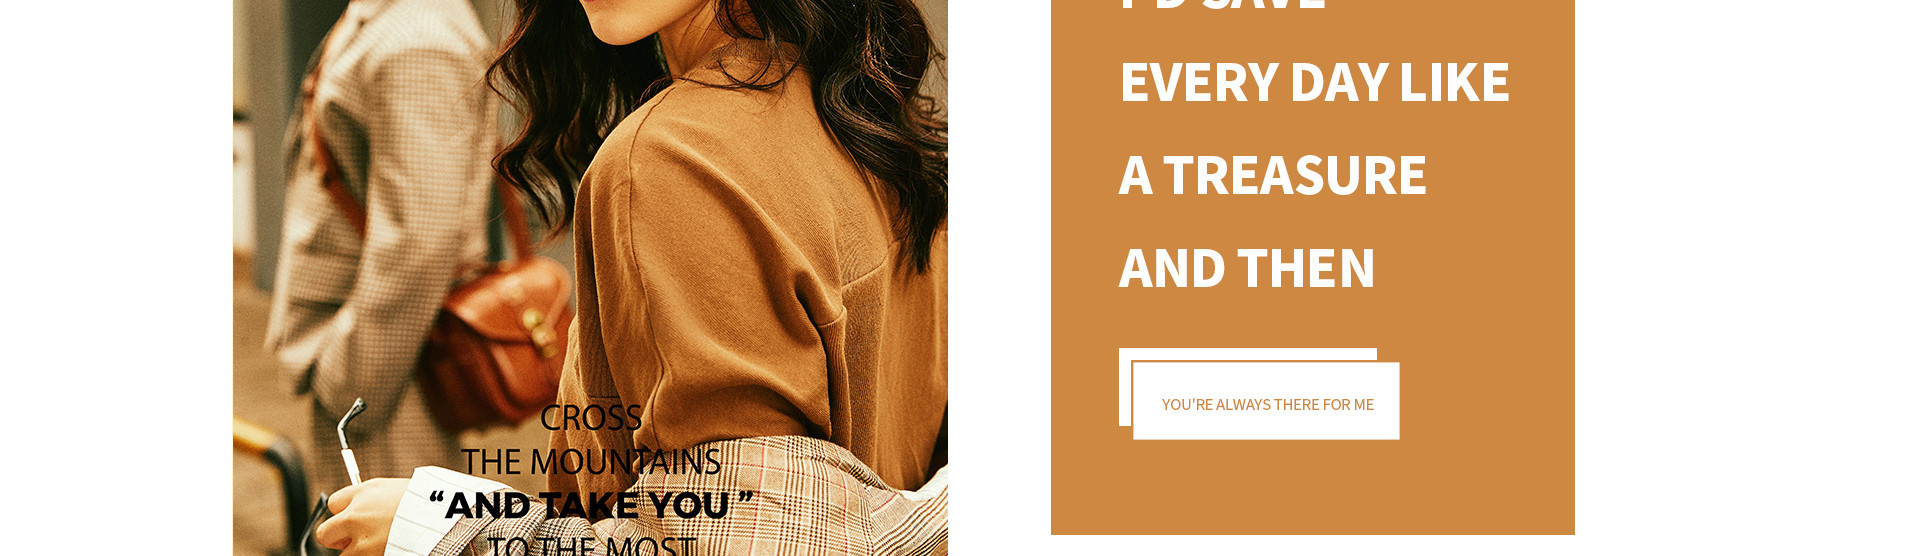 CROSS
THE MOUNTAINS
“AND TAKE YOU”
TO THE MOST
I'D SAVE
EVERY DAY LIKE
A TREASURE
AND THEN
YOU'RE ALWAYS THERE FOR ME